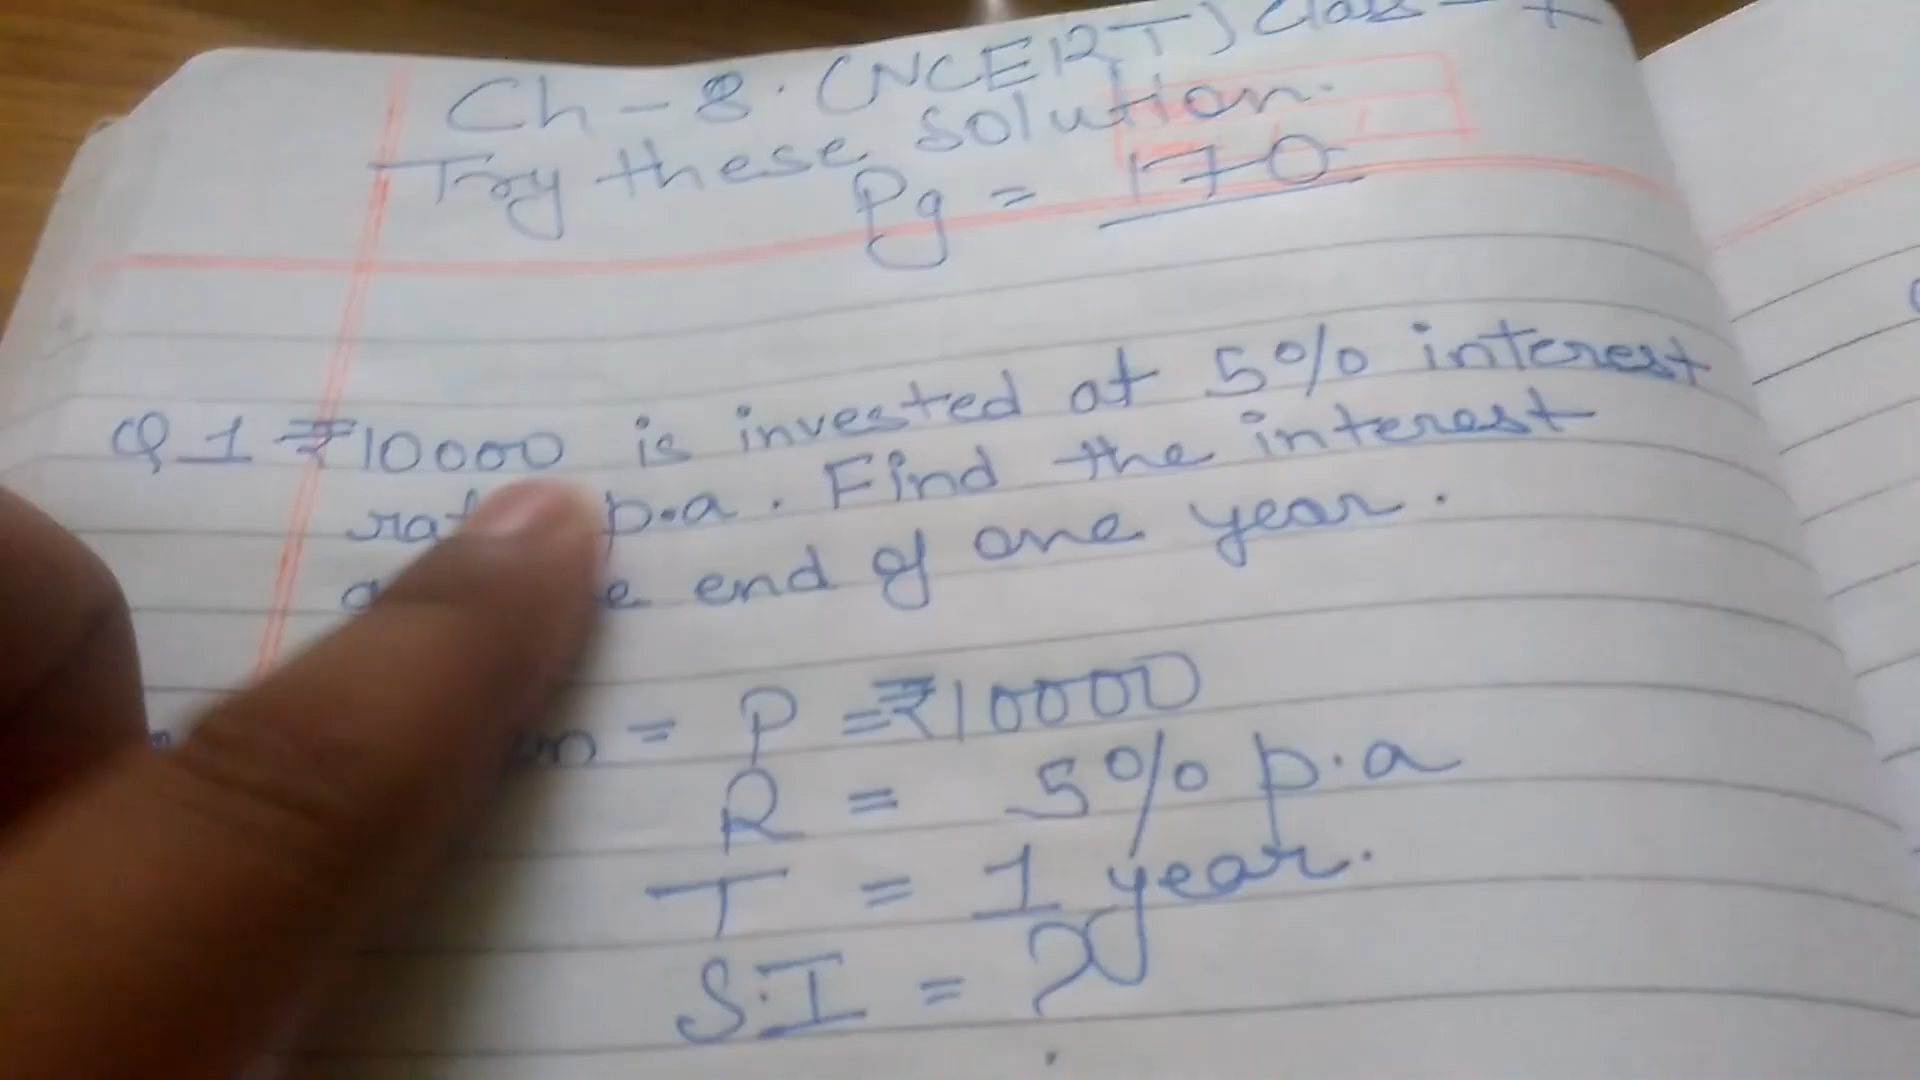 Ch - 8. (NCERT) Class - 7
Try these solution.
Pg = 170
Q 1 ₹10000 is invested at 5% interest
p.a. Find the interest
end of one year.
= P = ₹10000
R = 5% p.a
T = 1 year.
S.I = ?